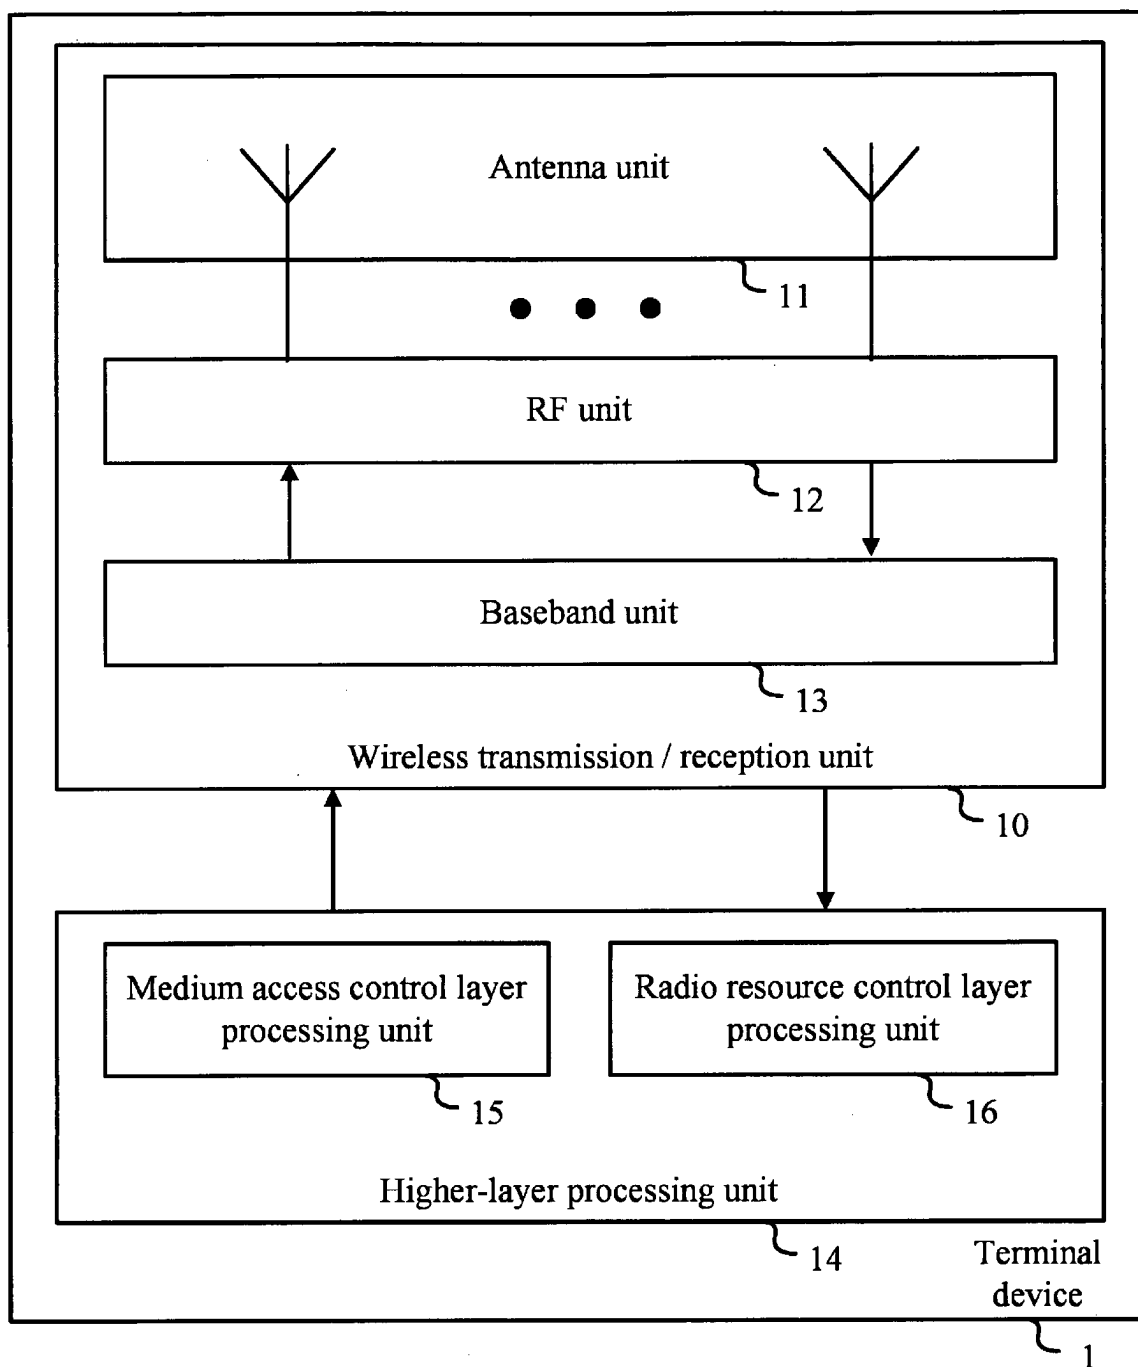 Antenna unit
11
RF unit
12
Baseband unit
13
Wireless transmission / reception unit
10
Medium access control layer
processing unit
15
Radio resource control layer
processing unit
16
Higher-layer processing unit
14
Terminal
device
1